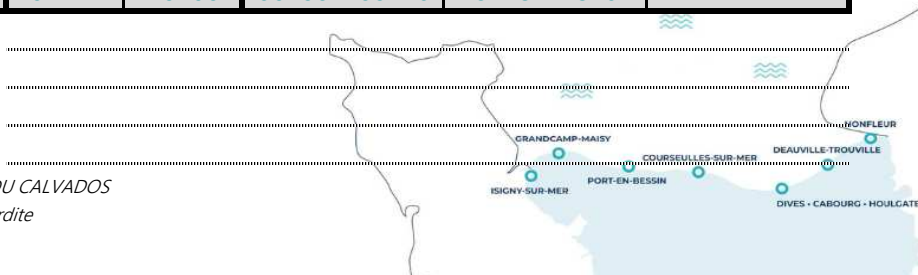 HONFLEUR
GRANDCAMP-MAISY
DEAUVILLE-TROUVILLE
COURSEULLES-SUR-MER
PORT-EN-BESSIN
ISIGNY-SUR-MER
DU CALVADOS
DIVES • CABOURG • HOULGATE
rdite